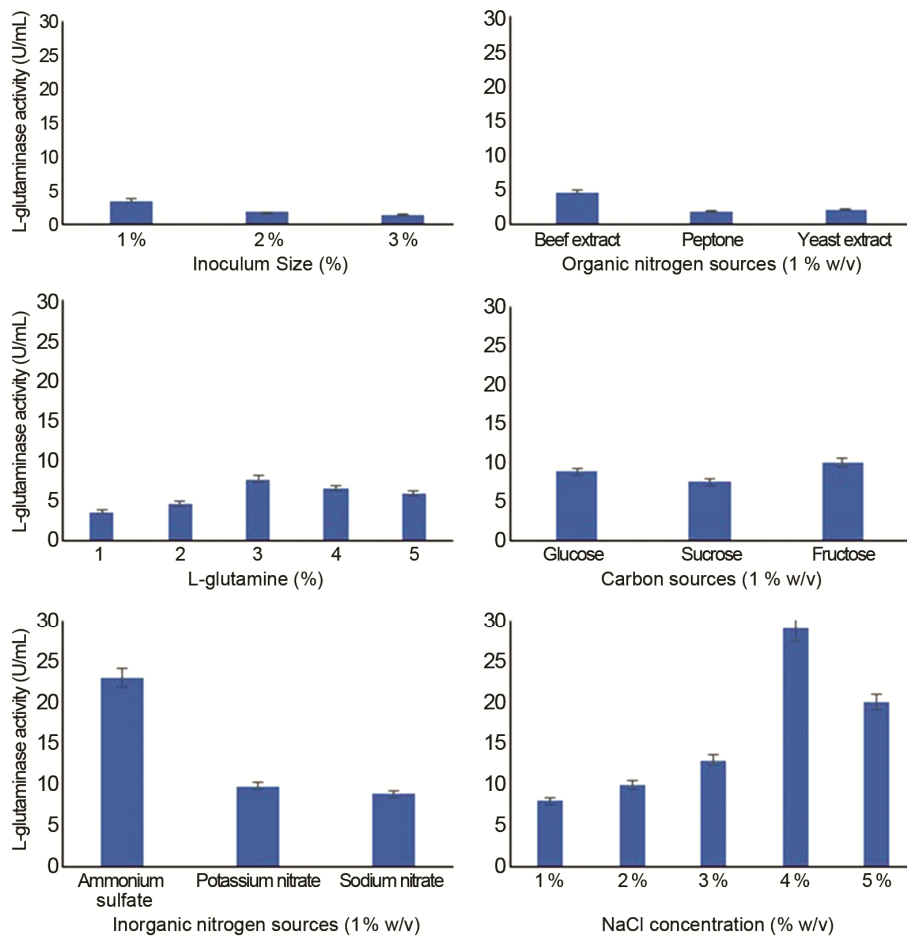 L-glutaminase activity (U/mL)
30
25
20
15
10
5
0
1 % 2 % 3 %
Inoculum Size (%)
30
25
20
15
10
5
0
Beef extract Peptone Yeast extract
Organic nitrogen sources (1 % w/v)
L-glutaminase activity (U/mL)
30
25
20
15
10
5
0
1 2 3 4 5
L-glutamine (%)
30
25
20
15
10
5
0
Glucose Sucrose Fructose
Carbon sources (1 % w/v)
L-glutaminase activity (U/mL)
30
25
20
15
10
5
0
Ammonium Potassium nitrate Sodium nitrate
sulfate
Inorganic nitrogen sources (1% w/v)
30
25
20
15
10
5
0
1 % 2 % 3 % 4 % 5 %
NaCl concentration (% w/v)